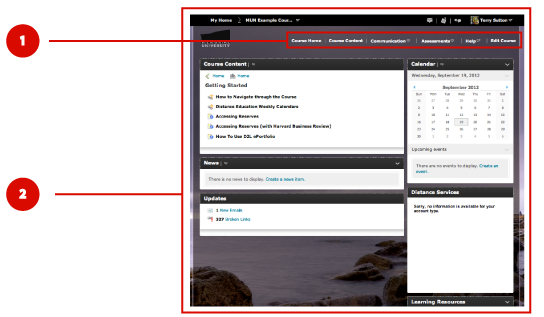 My Home MUN Example Cour...
Terry Sutton
1
UNIVERSITY
Course Home | Course Content | Communication | Assessments | Help | Edit Course
Course Content
Home Home
Getting Started
How to Navigate through the Course
Distance Education Weekly Calendars
Accessing Reserves
Accessing Reserves (with Harvard Business Review)
How To Use D2L ePortfolio
Calendar
Wednesday, September 19, 2012
September 2012
Sun Mon Tue Wed Thu Fri Sat
26 27 28 29 30 31 1
2 3 4 5 6 7 8
9 10 11 12 13 14 15
16 17 18 19 20 21 22
23 24 25 26 27 28 29
30 1 2 3 4 5 6
Upcoming events
There are no events to display. Create an
event.
2
News
There is no news to display. Create a news item.
Updates
1 New Emails
327 Broken Links
Distance Services
Sorry, no information is available for your
account type.
Learning Resources